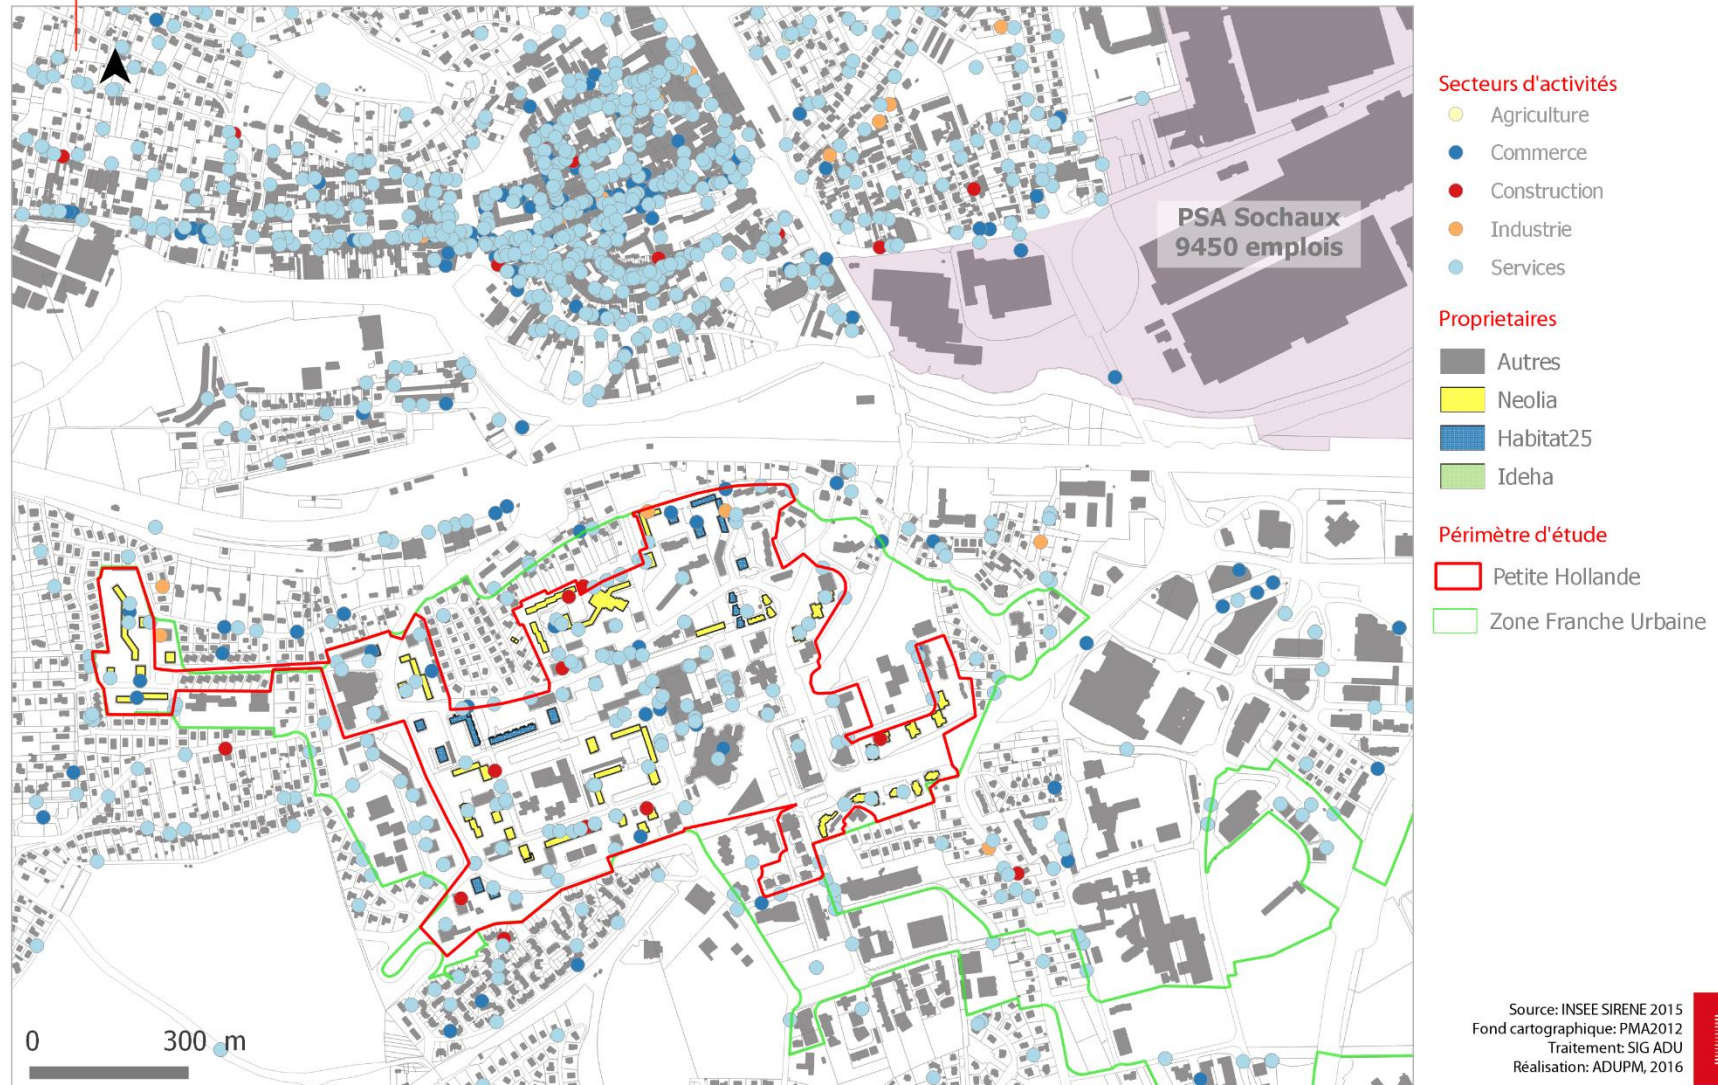 Secteurs d'activités
Agriculture
Commerce
Construction
Industrie
Services
PSA Sochaux
9450 emplois
Proprietaires
Autres
Neolia
Habitat25
Ideha
Périmètre d'étude
Petite Hollande
Zone Franche Urbaine
0 300 m
Source: INSEE SIRENE 2015
Fond cartographique: PMA2012
Traitement: SIG ADU
Réalisation: ADUPM, 2016